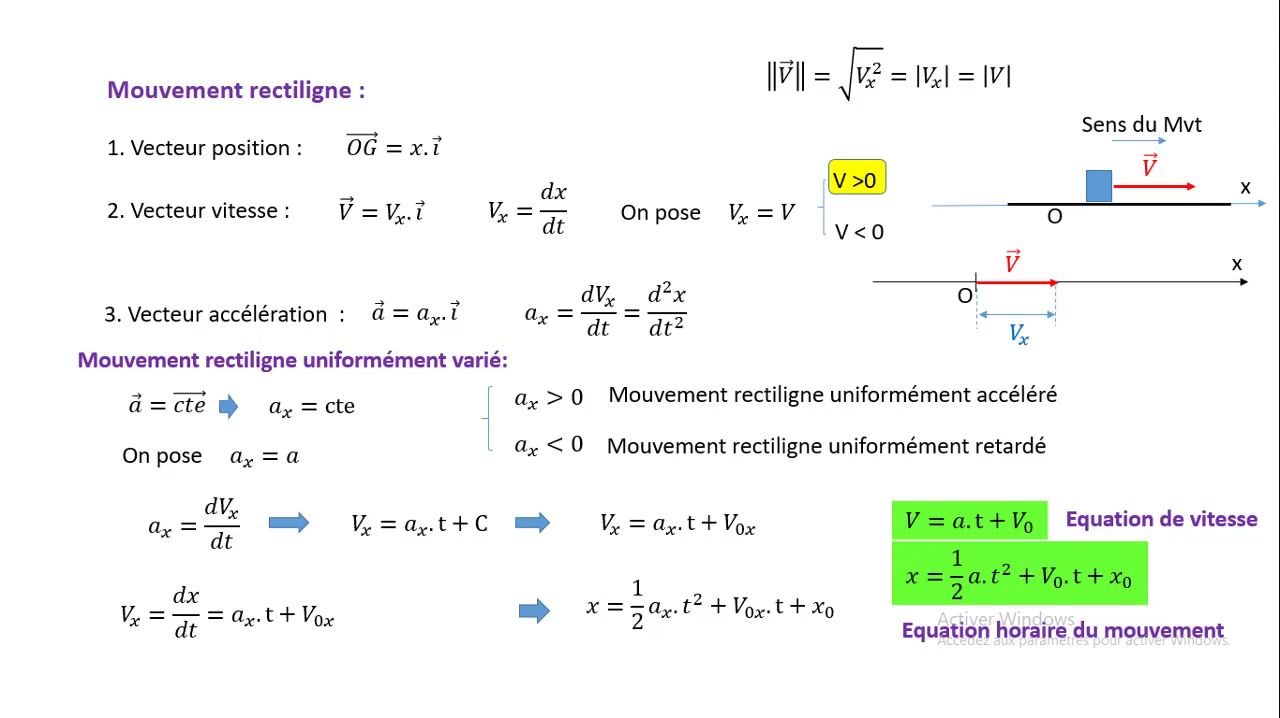 ‖V⃗‖ = √(Vₓ²) = |Vₓ| = |V|
Mouvement rectiligne :
Sens du Mvt
1. Vecteur position : OG⃗ = x. i⃗
V⃗
V >0
x
2. Vecteur vitesse : V⃗ = Vₓ. i⃗ Vₓ = dx/dt On pose Vₓ = V
O
V < 0
V⃗
x
O
3. Vecteur accélération : a⃗ = aₓ. i⃗ aₓ = dVₓ/dt = d²x/dt²
Vₓ
Mouvement rectiligne uniformément varié:
a⃗ = cte⃗ aₓ = cte
aₓ > 0 Mouvement rectiligne uniformément accéléré
aₓ < 0 Mouvement rectiligne uniformément retardé
On pose aₓ = a
aₓ = dVₓ/dt Vₓ = aₓ. t + C Vₓ = aₓ. t + V₀ₓ V = a. t + V₀ Equation de vitesse
x = 1/2 a. t² + V₀. t + x₀
Vₓ = dx/dt = aₓ. t + V₀ₓ x = 1/2 aₓ. t² + V₀ₓ. t + x₀
Activer Windows
Equation horaire du mouvement
Accédez aux paramètres pour activer Windows.